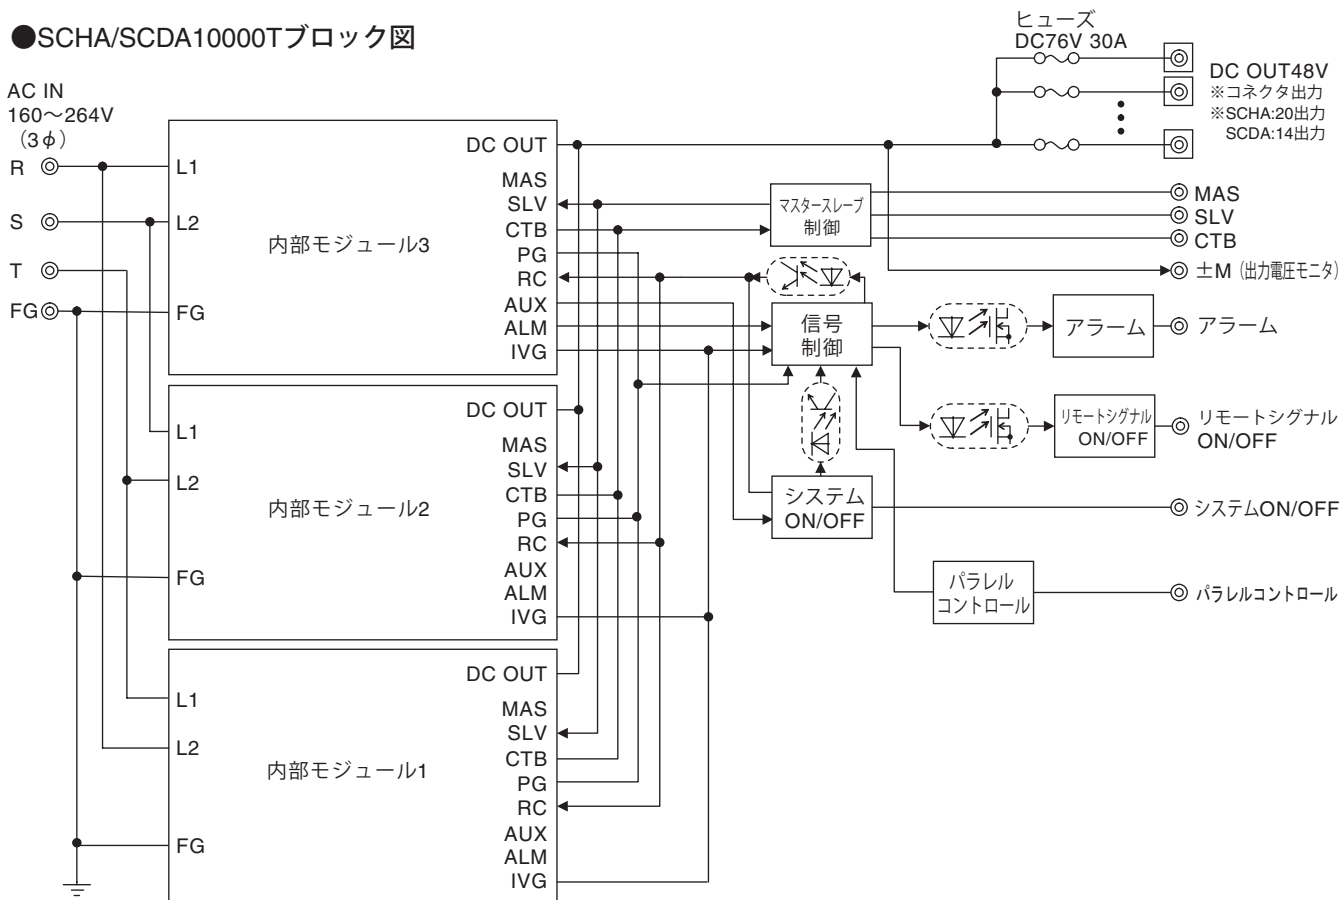 ●SCHA/SCDA10000Tブロック図
ヒューズ
DC76V 30A
DC OUT48V
※コネクタ出力
※SCHA:20出力
SCDA:14出力
AC IN
160～264V
（3φ）
R
S
T
FG
L1
L2
FG
内部モジュール3
DC OUT
MAS
SLV
CTB
PG
RC
AUX
ALM
IVG
L1
L2
FG
内部モジュール2
DC OUT
MAS
SLV
CTB
PG
RC
AUX
ALM
IVG
L1
L2
FG
内部モジュール1
DC OUT
MAS
SLV
CTB
PG
RC
AUX
ALM
IVG
マスタースレーブ
制御
MAS
SLV
CTB
±M（出力電圧モニタ）
信号
制御
アラーム
アラーム
リモートシグナル
ON/OFF
リモートシグナル
ON/OFF
システム
ON/OFF
システムON/OFF
パラレル
コントロール
パラレルコントロール